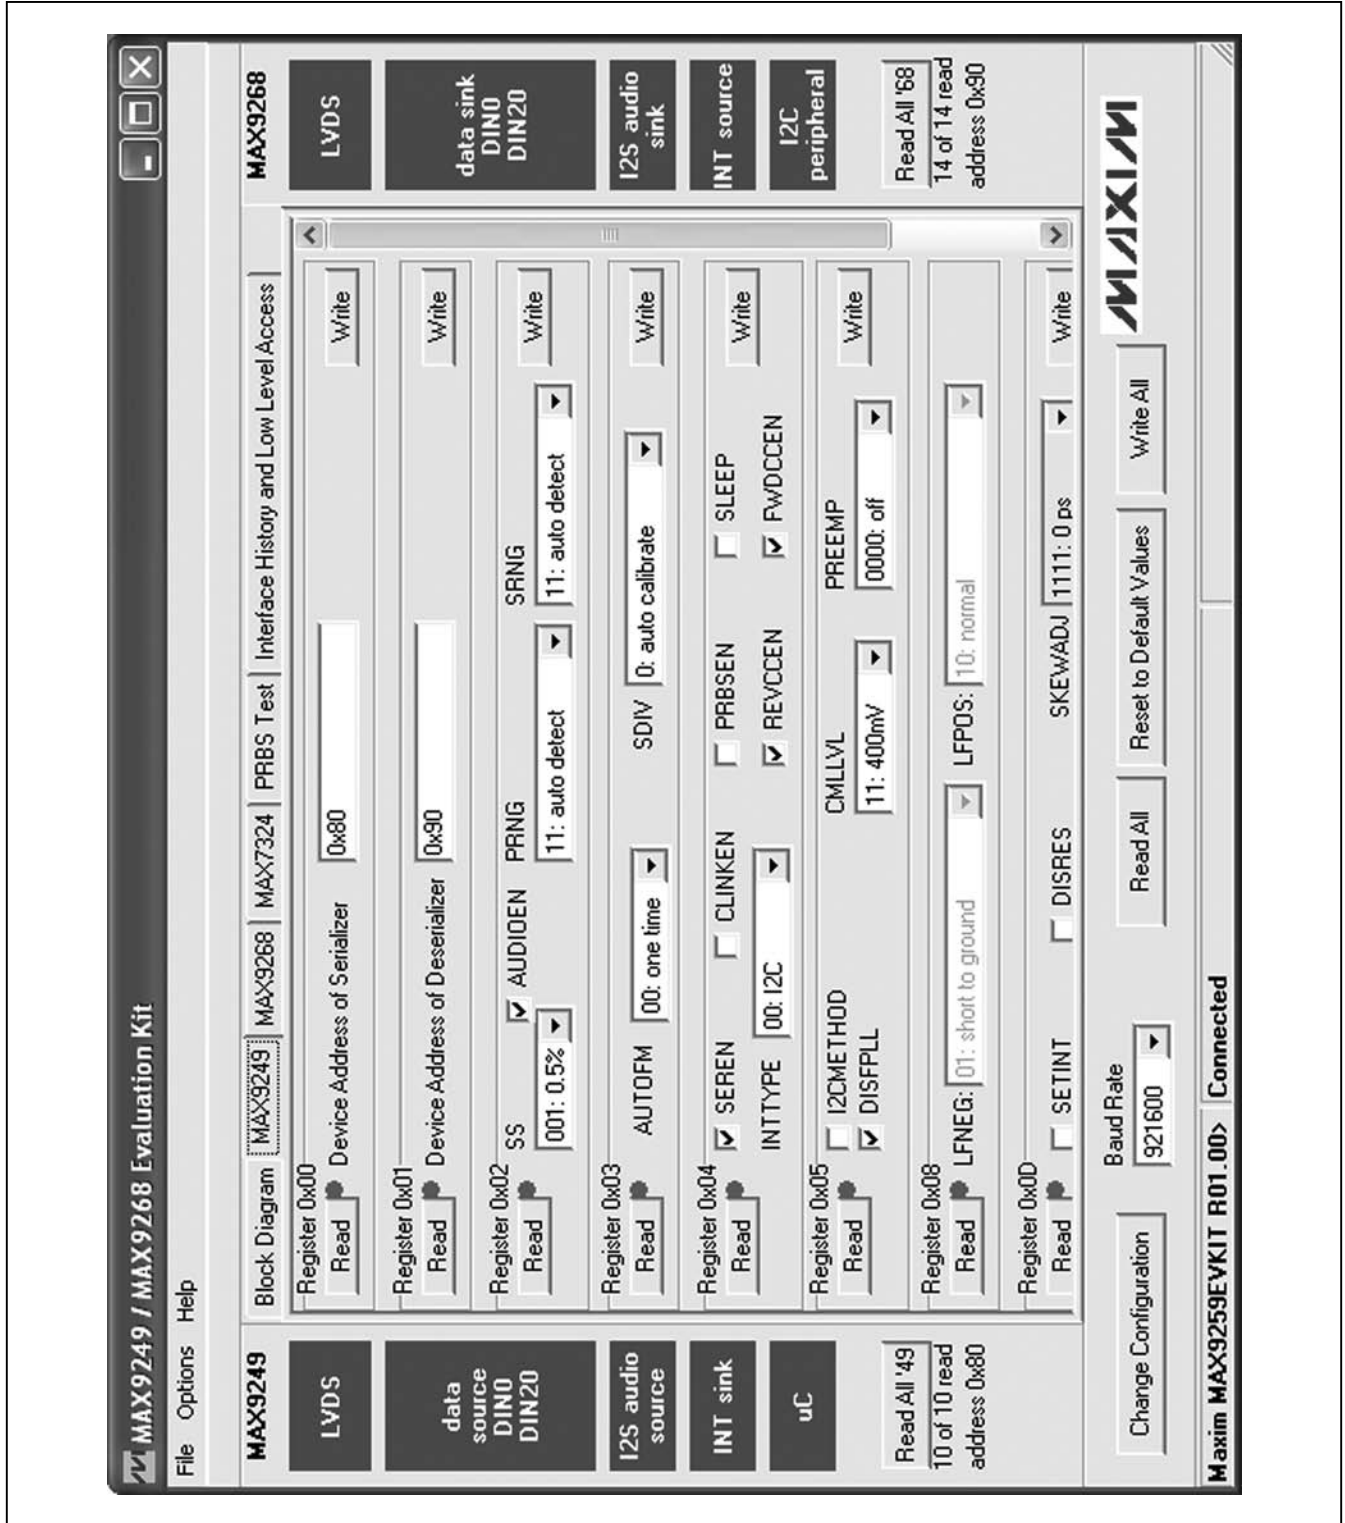 MAX9249 / MAX9268 Evaluation Kit
File Options Help
MAX9249
LVDS
data
source
DIN0
DIN20
I2S audio
source
INT sink
uC
Read All '49
10 of 10 read
address 0x80
Block Diagram MAX9249 MAX9268 MAX7324 PRBS Test Interface History and Low Level Access
Register 0x00
Read Device Address of Serializer 0x80 Write
Register 0x01
Read Device Address of Deserializer 0x90 Write
Register 0x02
SS AUDIOEN PRNG SRNG
Read 001: 0.5% 11: auto detect 11: auto detect Write
Register 0x03
Read AUTOFM 00: one time SDIV 0: auto calibrate Write
Register 0x04
SEREN CLINKEN PRBSEN SLEEP
Read Write
INTTYPE 00: I2C REVCCEN FWDCCEN
Register 0x05
I2CMETHOD CMLLVL PREEMP
Read DISFPLL 11: 400mV 0000: off Write
Register 0x08
Read LFNEG: 01: short to ground LFPOS: 10: normal
Register 0x0D
Read SETINT DISRES SKEWADJ 1111: 0 ps Write
MAX9268
LVDS
data sink
DIN0
DIN20
I2S audio
sink
INT source
I2C
peripheral
Read All '68
14 of 14 read
address 0x90
Change Configuration
Baud Rate
921600
Read All Reset to Default Values Write All
MAXIM
Maxim MAX9259EVKIT R01.00> Connected